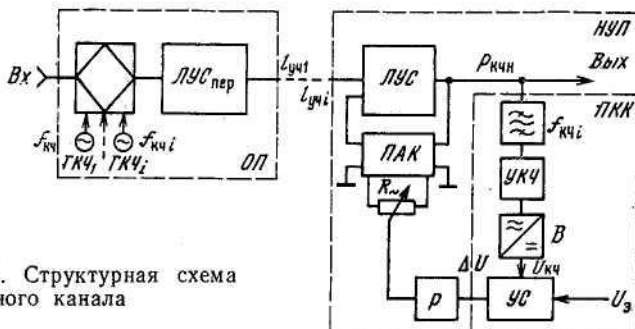 НУП
Вх
ЛУСпер
lуч1
lучi
ЛУС
Pкчн
Вых
ПКК
fкч
ГКЧ1
ГКЧi
fкчi
ОП
ПАК
R~
fкчi
УКЧ
В
Uкч
Р
ΔU
УС
Uэ
. Структурная схема
ного канала